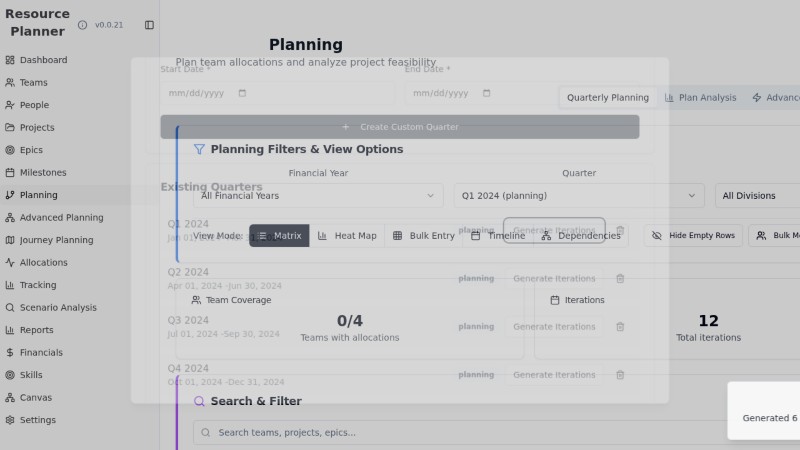 Resource
Planner
v0.0.21
Dashboard
Teams
People
Projects
Epics
Milestones
Planning
Advanced Planning
Journey Planning
Allocations
Tracking
Scenario Analysis
Reports
Financials
Skills
Canvas
Settings
Planning
Plan team allocations and analyze project feasibility
Start Date *
End Date *
mm/dd/yyyy
mm/dd/yyyy
Quarterly Planning
Plan Analysis
Advance
Create Custom Quarter
Planning Filters & View Options
Financial Year
Quarter
Existing Quarters
All Financial Years
Q1 2024 (planning)
All Divisions
Q1 2024
planning
Generate Iterations
View Mode:
Matrix
Heat Map
Bulk Entry
Timeline
Dependencies
Hide Empty Rows
Bulk M
Q2 2024
Apr 01, 2024 -Jun 30, 2024
planning
Generate Iterations
Team Coverage
Iterations
Q3 2024
Jul 01, 2024 -Sep 30, 2024
planning
Generate Iterations
0/4
Teams with allocations
12
Total iterations
Q4 2024
Oct 01, 2024 -Dec 31, 2024
planning
Generate Iterations
Search & Filter
Search teams, projects, epics...
Generated 6